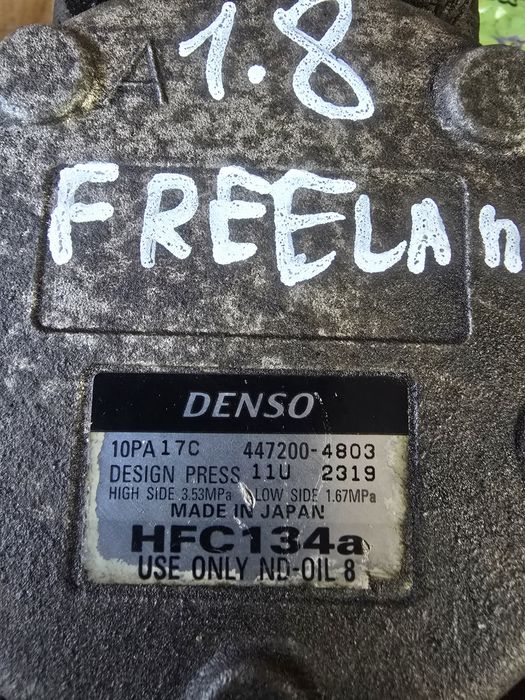 A
1.8
FREELAn
DENSO
10PA17C 447200-4803
DESIGN PRESS 11U 2319
HIGH SIDE 3.53MPa LOW SIDE 1.67MPa
MADE IN JAPAN
HFC134a
USE ONLY ND-OIL 8